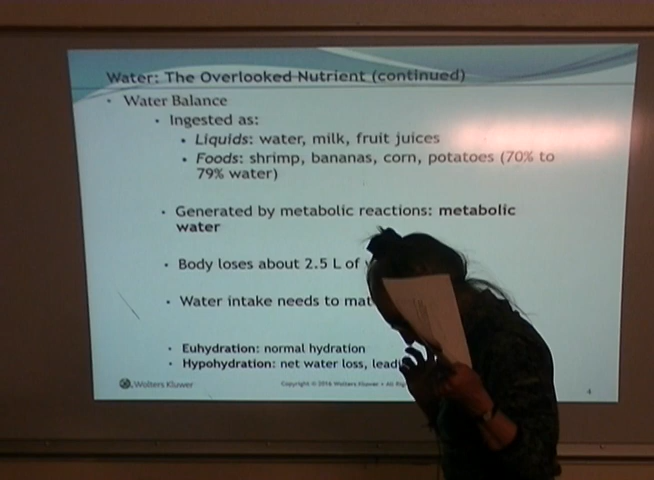 Water: The Overlooked Nutrient (continued)
• Water Balance
• Ingested as:
• Liquids: water, milk, fruit juices
• Foods: shrimp, bananas, corn, potatoes (70% to
79% water)
• Generated by metabolic reactions: metabolic
water
• Body loses about 2.5 L of
• Water intake needs to mat
• Euhydration: normal hydration
• Hypohydration: net water loss, lead
Wolters Kluwer
Copyright © 2016 Wolters Kluwer • All
4